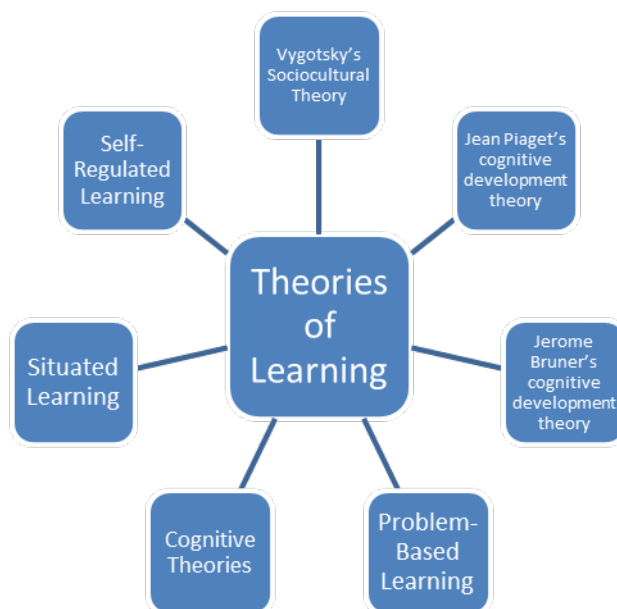 Vygotsky's
Sociocultural
Theory
Jean Piaget's
cognitive
development
theory
Jerome
Bruner's
cognitive
development
theory
Problem-
Based
Learning
Cognitive
Theories
Situated
Learning
Self-
Regulated
Learning
Theories
of
Learning